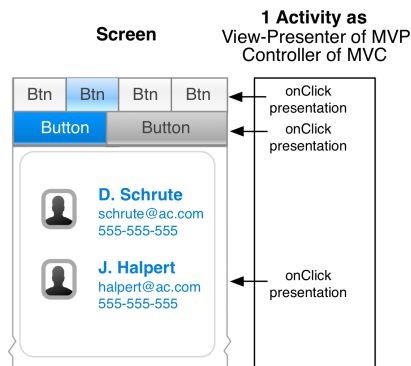 Screen
1 Activity as
View-Presenter of MVP
Controller of MVC
Btn Btn Btn Btn
onClick
presentation
Button Button
onClick
presentation
D. Schrute
schrute@ac.com
555-555-555
J. Halpert
halpert@ac.com
555-555-555
onClick
presentation